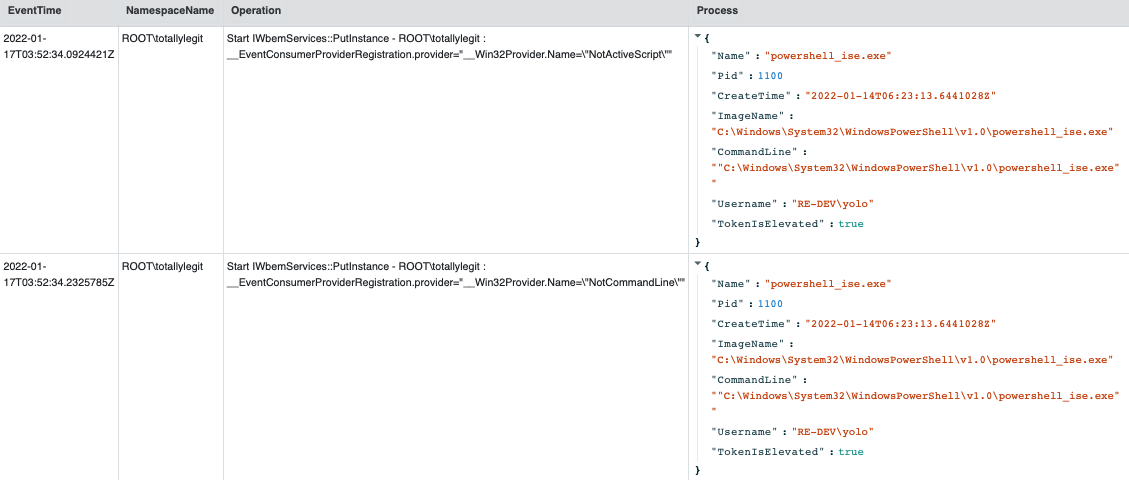 EventTime NamespaceName Operation Process
2022-01-
17T03:52:34.0924421Z
ROOT\totallylegit
Start IWbemServices::PutInstance - ROOT\totallylegit :
__EventConsumerProviderRegistration.provider="__Win32Provider.Name=\"NotActiveScript\""
{
"Name" : "powershell_ise.exe"
"Pid" : 1100
"CreateTime" : "2022-01-14T06:23:13.6441028Z"
"ImageName" :
"C:\Windows\System32\WindowsPowerShell\v1.0\powershell_ise.exe"
"CommandLine" :
""C:\Windows\System32\WindowsPowerShell\v1.0\powershell_ise.exe"
"
"Username" : "RE-DEV\yolo"
"TokenIsElevated" : true
}
2022-01-
17T03:52:34.2325785Z
ROOT\totallylegit
Start IWbemServices::PutInstance - ROOT\totallylegit :
__EventConsumerProviderRegistration.provider="__Win32Provider.Name=\"NotCommandLine\""
{
"Name" : "powershell_ise.exe"
"Pid" : 1100
"CreateTime" : "2022-01-14T06:23:13.6441028Z"
"ImageName" :
"C:\Windows\System32\WindowsPowerShell\v1.0\powershell_ise.exe"
"CommandLine" :
""C:\Windows\System32\WindowsPowerShell\v1.0\powershell_ise.exe"
"
"Username" : "RE-DEV\yolo"
"TokenIsElevated" : true
}